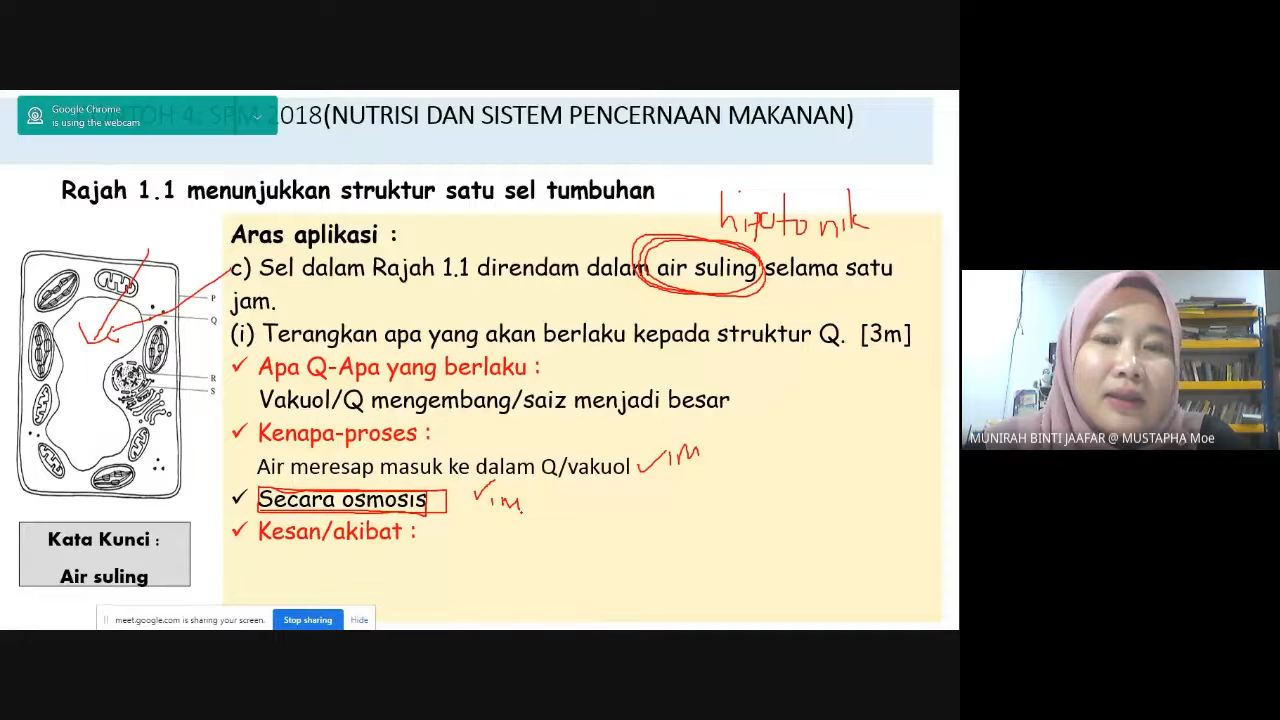 Google Chrome
is using the webcam
TOH 4: SPM 2018(NUTRISI DAN SISTEM PENCERNAAN MAKANAN)
Rajah 1.1 menunjukkan struktur satu sel tumbuhan
hipotonik
Aras aplikasi :
c) Sel dalam Rajah 1.1 direndam dalam air suling selama satu
jam.
(i) Terangkan apa yang akan berlaku kepada struktur Q. [3m]
✓ Apa Q-Apa yang berlaku :
Vakuol/Q mengembang/saiz menjadi besar
✓ Kenapa-proses :
Air meresap masuk ke dalam Q/vakuol ✓1M
✓ Secara osmosis ✓1M
✓ Kesan/akibat :
P
Q
R
S
Kata Kunci :
Air suling
meet.google.com is sharing your screen. Stop sharing Hide
MUNIRAH BINTI JAAFAR @ MUSTAPHA Moe